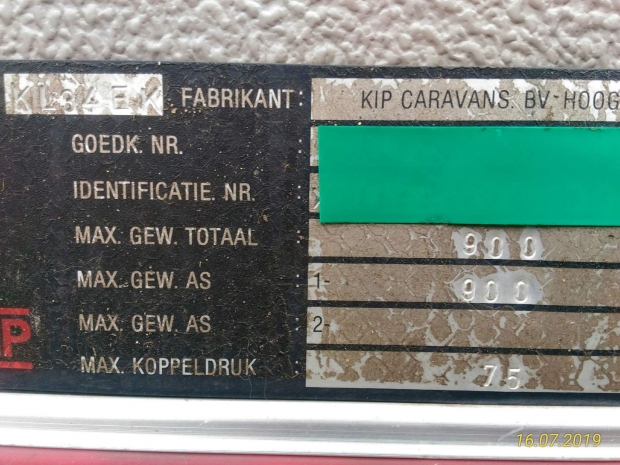 KL34EK FABRIKANT: KIP CARAVANS. BV-HOOG
GOEDK. NR.
IDENTIFICATIE. NR.
MAX. GEW. TOTAAL 900
MAX. GEW. AS 1- 900
MAX. GEW. AS 2-
P
MAX. KOPPELDRUK 75
16.07.2019